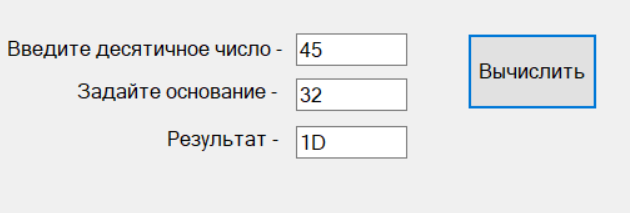 Введите десятичное число - 45
Вычислить
Задайте основание - 32
Результат - 1D